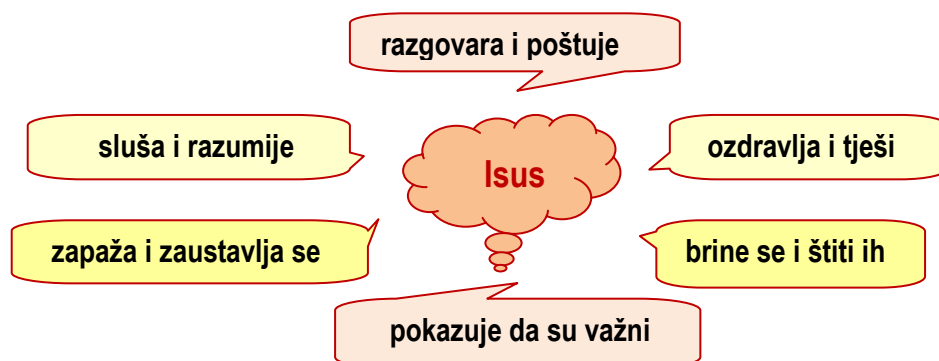 razgovara i poštuje
sluša i razumije
Isus
ozdravlja i tješi
zapaža i zaustavlja se
brine se i štiti ih
pokazuje da su važni